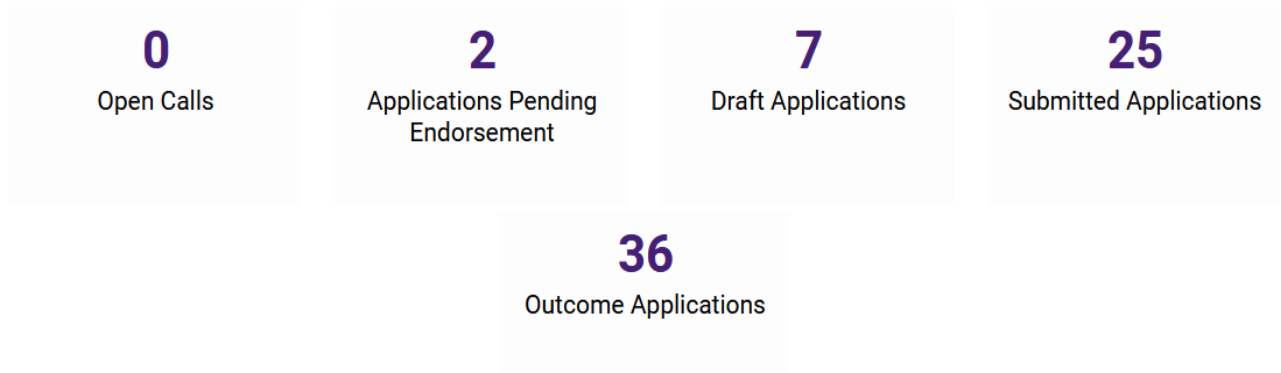 0
Open Calls
2
Applications Pending
Endorsement
7
Draft Applications
25
Submitted Applications
36
Outcome Applications